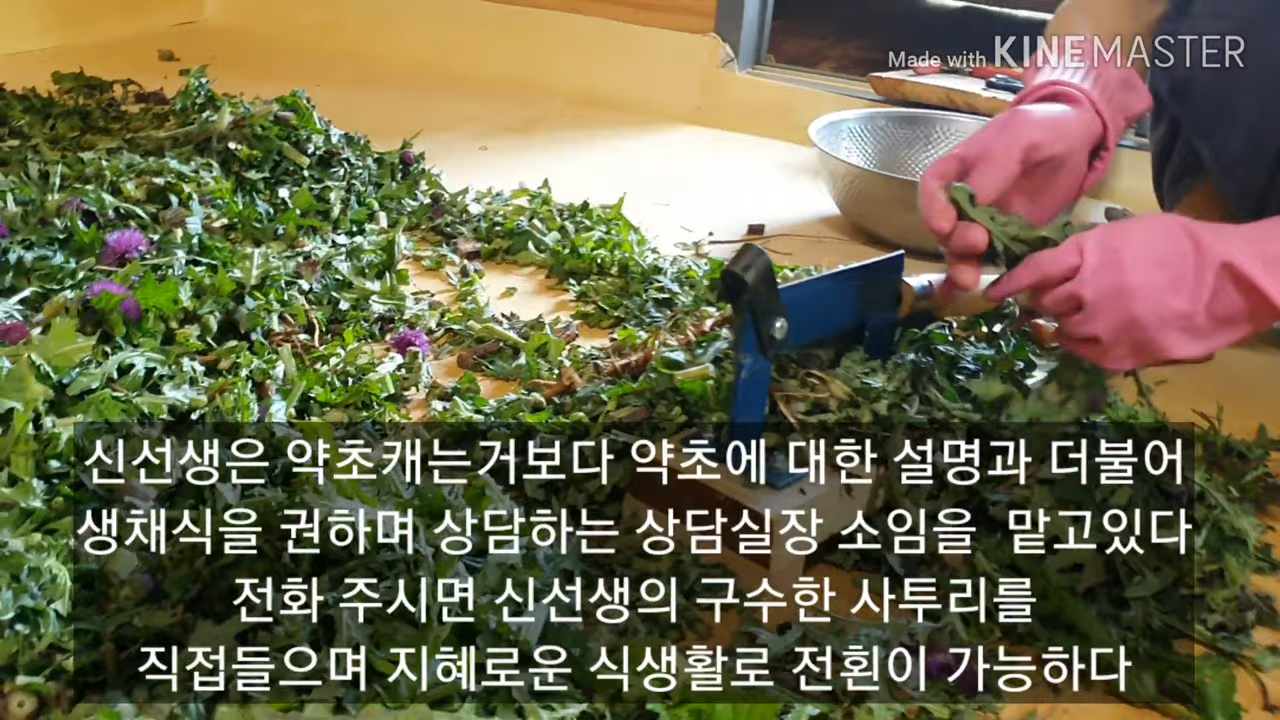 Made with KINEMASTER
신선생은 약초캐는거보다 약초에 대한 설명과 더불어
생채식을 권하며 상담하는 상담실장 소임을 맡고있다
전화 주시면 신선생의 구수한 사투리를
직접들으며 지혜로운 식생활로 전횐이 가능하다